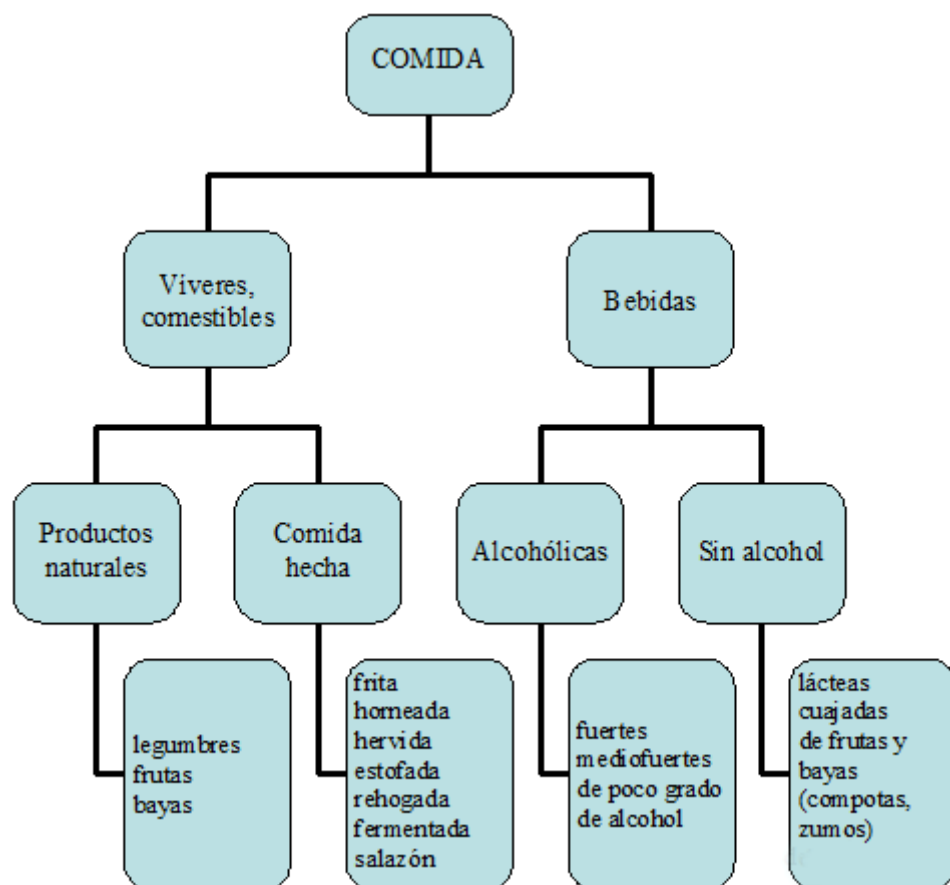 COMIDA
Víveres,
comestibles
Bebidas
Productos
naturales
Comida
hecha
Alcohólicas
Sin alcohol
legumbres
frutas
bayas
frita
horneada
hervida
estofada
rehogada
fermentada
salazón
fuertes
mediofuertes
de poco grado
de alcohol
lácteas
cuajadas
de frutas y
bayas
(compotas,
zumos)